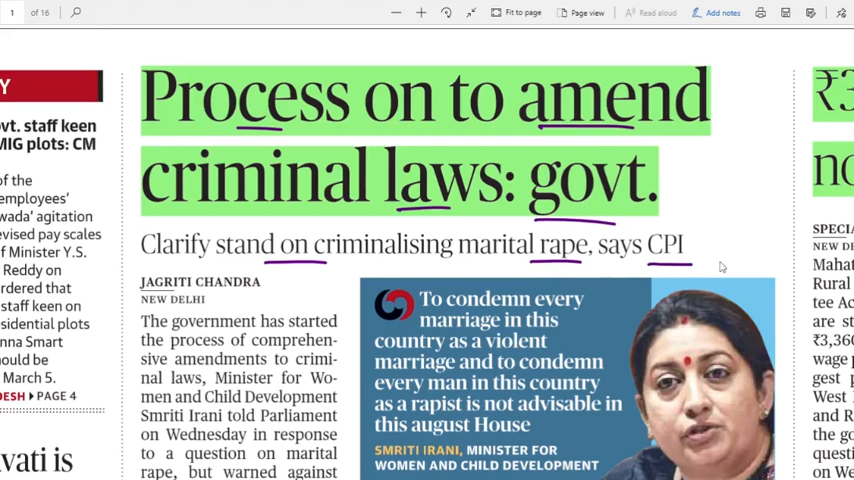 1 of 16
Fit to page
Page view
Read aloud
Add notes
Y
vt. staff keen
MIG plots: CM
of the
employees'
wada' agitation
evised pay scales
f Minister Y.S.
Reddy on
rdered that
staff keen on
sidential plots
nna Smart
ould be
March 5.
DESH PAGE 4
vati is
Process on to amend
criminal laws: govt.
Clarify stand on criminalising marital rape, says CPI
JAGRITI CHANDRA
NEW DELHI
The government has started
the process of comprehen-
sive amendments to crimi-
nal laws, Minister for Wo-
men and Child Development
Smriti Irani told Parliament
on Wednesday in response
to a question on marital
rape, but warned against
To condemn every
marriage in this
country as a violent
marriage and to condemn
every man in this country
as a rapist is not advisable in
this august House
SMRITI IRANI, MINISTER FOR
WOMEN AND CHILD DEVELOPMENT
₹3
no
SPECIA
NEW DE
Mahat
Rural
tee Ac
are st
₹3,360
wage p
gest p
West
and R
the go
questi
on We